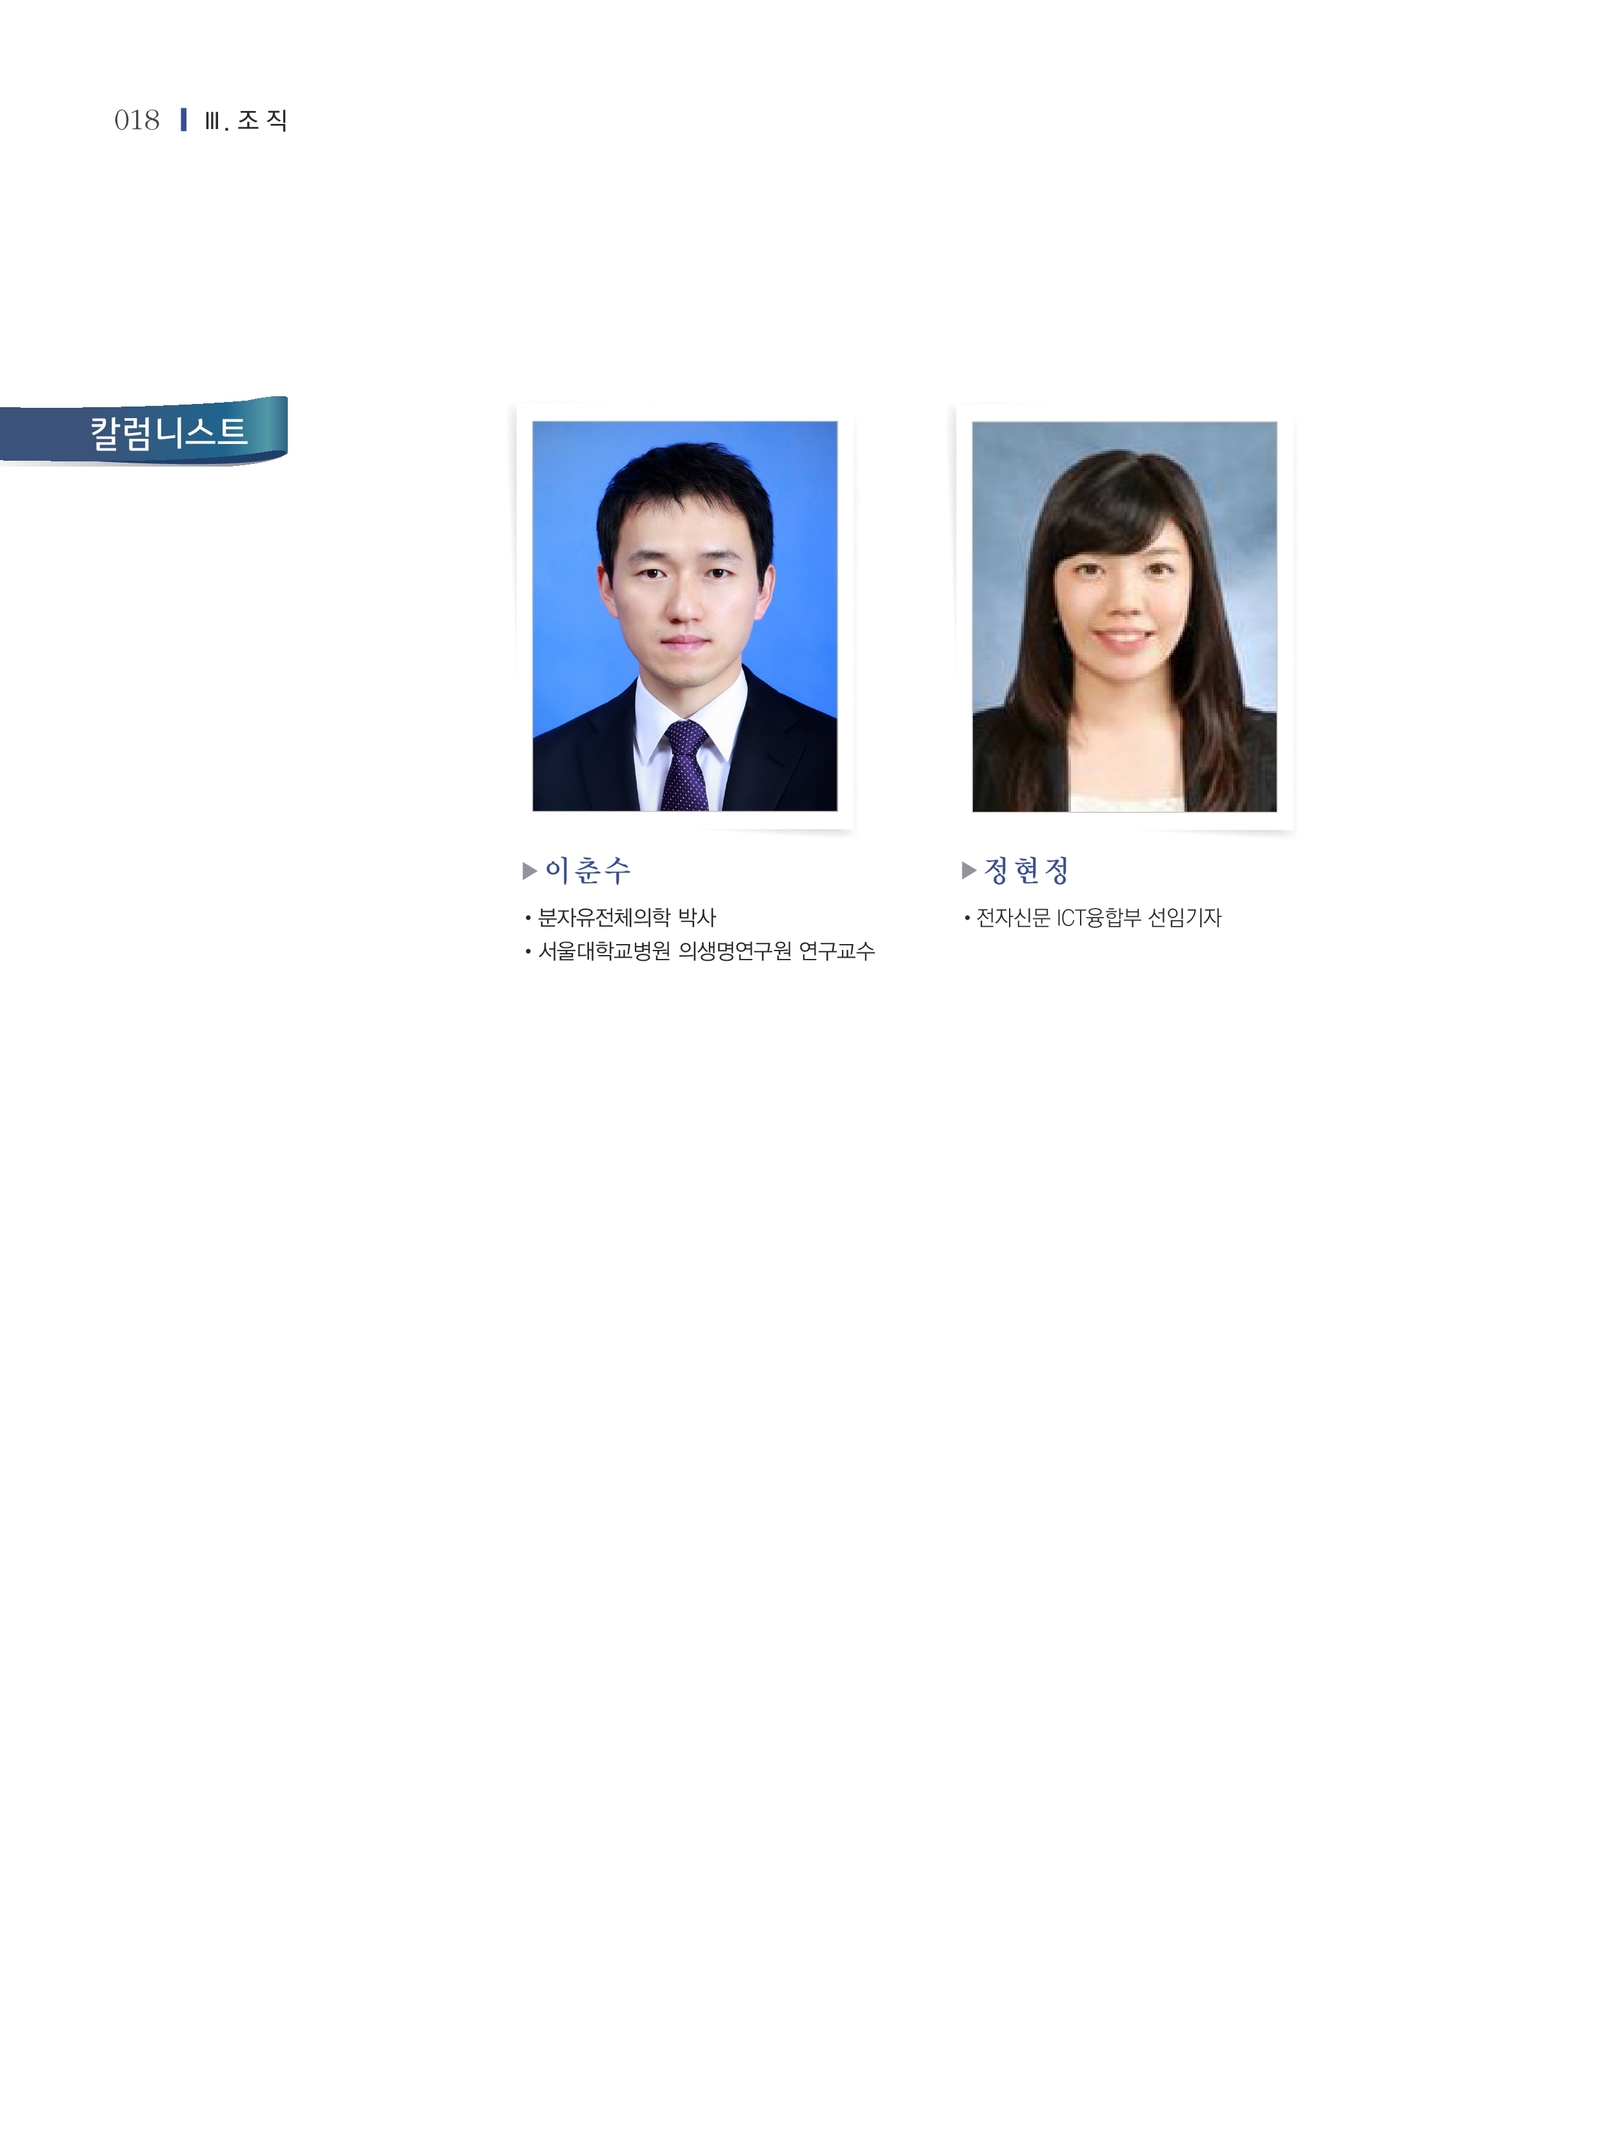 018 Ⅲ. 조 직
칼럼니스트
▶ 이춘수
• 분자유전체의학 박사
• 서울대학교병원 의생명연구원 연구교수
▶ 정현정
• 전자신문 ICT융합부 선임기자